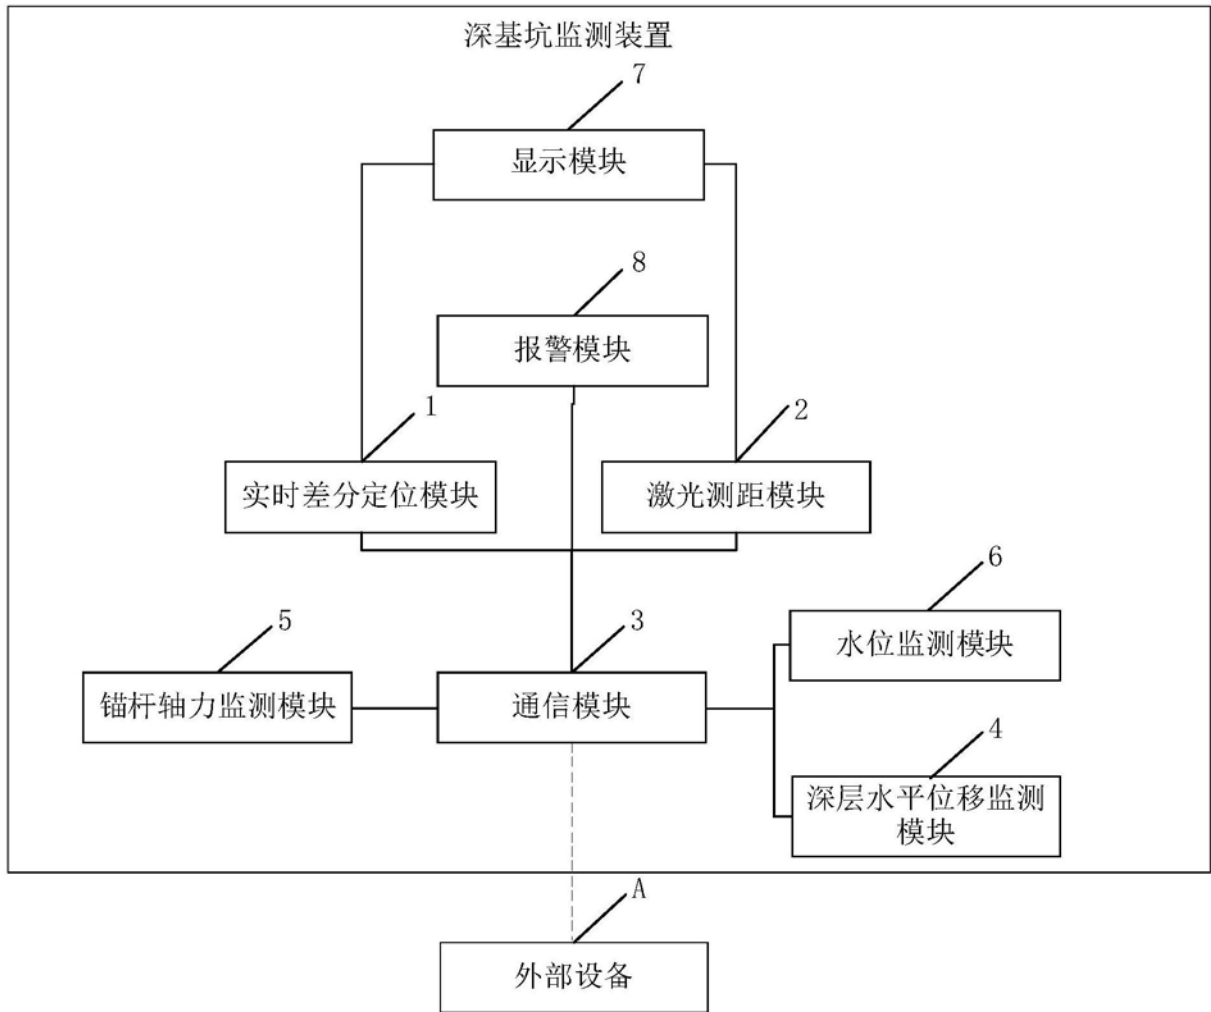 深基坑监测装置
7
显示模块
8
报警模块
1
2
实时差分定位模块
激光测距模块
6
5
3
水位监测模块
锚杆轴力监测模块
通信模块
4
深层水平位移监测
模块
A
外部设备